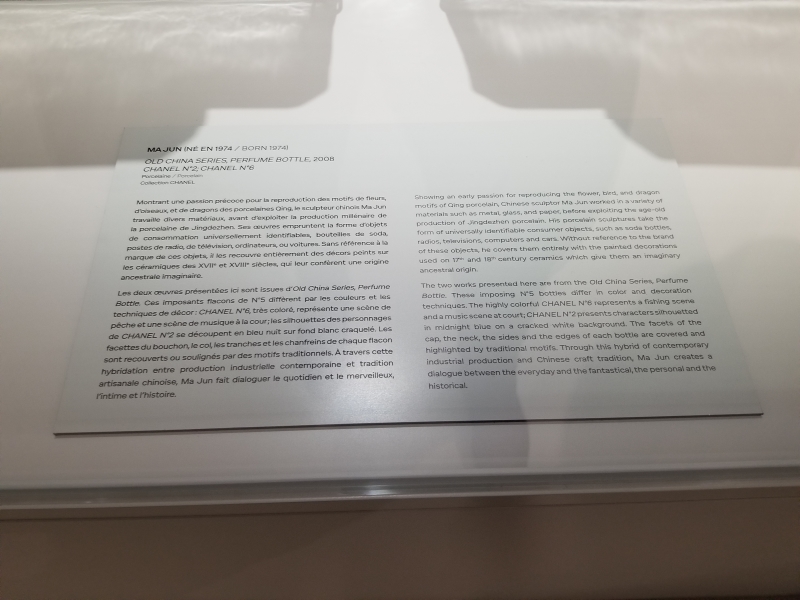 MA JUN (NÉ EN 1974 / BORN 1974)
OLD CHINA SERIES, PERFUME BOTTLE, 2008
CHANEL N°2; CHANEL N°6
Porcelaine / Porcelain
Collection CHANEL
Montrant une passion précoce pour la reproduction des motifs de fleurs,
d'oiseaux, et de dragons des porcelaines Qing, le sculpteur chinois Ma Jun
travaille divers matériaux, avant d'exploiter la production millénaire de
la porcelaine de Jingdezhen. Ses œuvres empruntent la forme d'objets
de consommation universellement identifiables, bouteilles de soda,
postes de radio, de télévision, ordinateurs, ou voitures. Sans référence à la
marque de ces objets, il les recouvre entièrement des décors peints sur
les céramiques des XVIIe et XVIIIe siècles, qui leur confèrent une origine
ancestrale imaginaire.
Les deux œuvres présentées ici sont issues d'Old China Series, Perfume
Bottle. Ces imposants flacons de N°5 diffèrent par les couleurs et les
techniques de décor : CHANEL N°6, très coloré, représente une scène de
pêche et une scène de musique à la cour; les silhouettes des personnages
de CHANEL N°2 se découpent en bleu nuit sur fond blanc craquelé. Les
facettes du bouchon, le col, les tranches et les chanfreins de chaque flacon
sont recouverts ou soulignés par des motifs traditionnels. À travers cette
hybridation entre production industrielle contemporaine et tradition
artisanale chinoise, Ma Jun fait dialoguer le quotidien et le merveilleux,
l'intime et l'histoire.
Showing an early passion for reproducing the flower, bird, and dragon
motifs of Qing porcelain, Chinese sculptor Ma Jun worked in a variety of
materials such as metal, glass, and paper, before exploiting the age-old
production of Jingdezhen porcelain. His porcelain sculptures take the
form of universally identifiable consumer objects, such as soda bottles,
radios, televisions, computers and cars. Without reference to the brand
of these objects, he covers them entirely with the painted decorations
used on 17th and 18th century ceramics which give them an imaginary
ancestral origin.
The two works presented here are from the Old China Series, Perfume
Bottle. These imposing N°5 bottles differ in color and decoration
techniques. The highly colorful CHANEL N°6 represents a fishing scene
and a music scene at court; CHANEL N°2 presents characters silhouetted
in midnight blue on a cracked white background. The facets of the
cap, the neck, the sides and the edges of each bottle are covered and
highlighted by traditional motifs. Through this hybrid of contemporary
industrial production and Chinese craft tradition, Ma Jun creates a
dialogue between the everyday and the fantastical, the personal and the
historical.